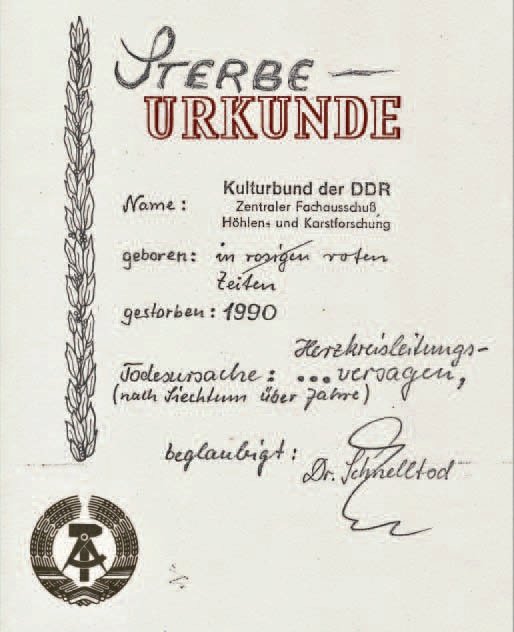 STERBE—
URKUNDE
Name: Kulturbund der DDR
Zentraler Fachausschuß
Höhlen- und Karstforschung
geboren: in rosigen roten
Zeiten
gestorben: 1990
Herzkreisleitungs-
Todesursache: ...versagen,
(nach Siechtum über Jahre)
beglaubigt:
Dr. Schnelltod